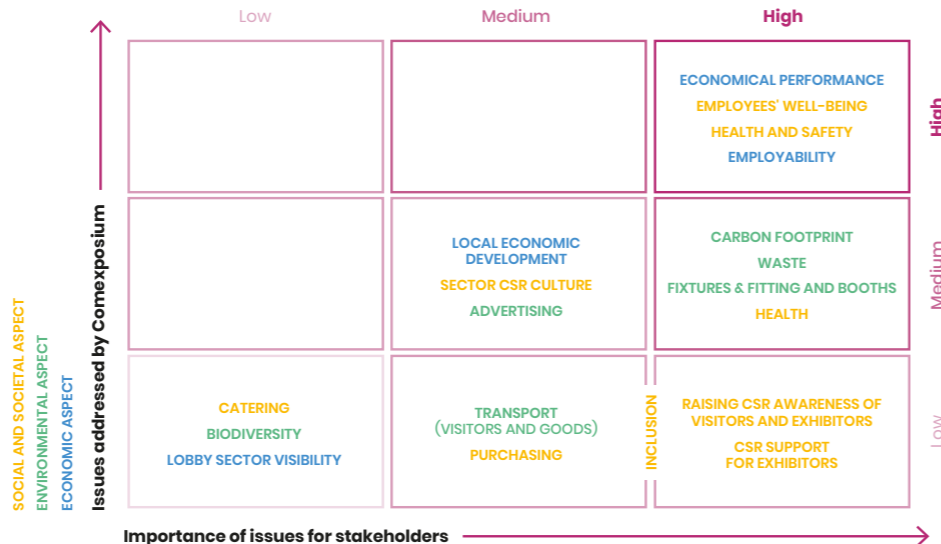 Low
Medium
High
ECONOMICAL PERFORMANCE
EMPLOYEES' WELL-BEING
HEALTH AND SAFETY
EMPLOYABILITY
High
LOCAL ECONOMIC
DEVELOPMENT
SECTOR CSR CULTURE
ADVERTISING
CARBON FOOTPRINT
WASTE
FIXTURES & FITTING AND BOOTHS
HEALTH
Medium
CATERING
BIODIVERSITY
LOBBY SECTOR VISIBILITY
TRANSPORT
(VISITORS AND GOODS)
PURCHASING
INCLUSION
RAISING CSR AWARENESS OF
VISITORS AND EXHIBITORS
CSR SUPPORT
FOR EXHIBITORS
Low
SOCIAL AND SOCIETAL ASPECT
ENVIRONMENTAL ASPECT
ECONOMIC ASPECT
Issues addressed by Comexposium
Importance of issues for stakeholders